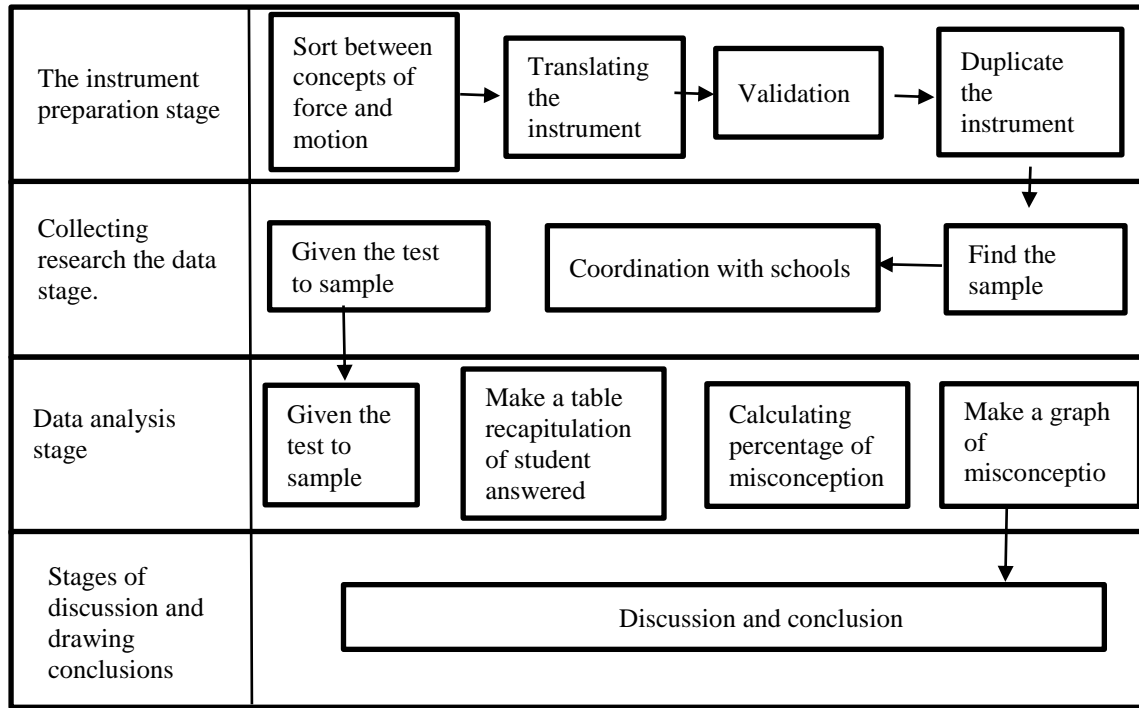 The instrument
preparation stage
Sort between
concepts of
force and
motion
Translating
the
instrument
Validation
Duplicate
the
instrument
Collecting
research the data
stage.
Given the test
to sample
Coordination with schools
Find the
sample
Data analysis
stage
Given the
test to
sample
Make a table
recapitulation
of student
answered
Calculating
percentage of
misconception
Make a graph
of
misconceptio
Stages of
discussion and
drawing
conclusions
Discussion and conclusion